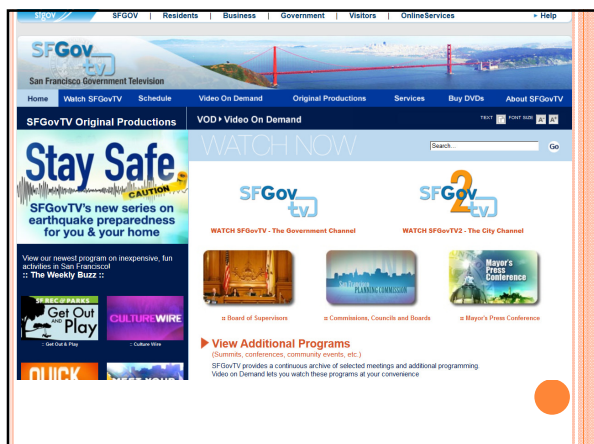 SFGOV
SFGOV | Residents | Business | Government | Visitors | OnlineServices
▸ Help
SFGov
tv
San Francisco Government Television
Home Watch SFGovTV Schedule Video On Demand Original Productions Services Buy DVDs About SFGovTV
SFGovTV Original Productions
VOD ▸ Video On Demand
TEXT FONT SIZE A- A+
WATCH NOW
Search...
Go
Stay Safe
CAUTION
SFGovTV's new
series on
earthquake preparedness
for you & your home
View our newest program on inexpensive, fun
activities in San Francisco!
:: The Weekly Buzz ::
SF REC & PARKS
Get Out
AND Play
:: Get Out & Play
CULTUREWIRE
:: Culture Wire
QUICK
MEET YOUR
SFGov
tv
WATCH SFGovTV - The Government Channel
SFGov
2
tv
WATCH SFGovTV2 - The City Channel
:: Board of Supervisors
San Francisco
PLANNING COMMISSION
:: Commissions, Councils and Boards
Mayor's
Press
Conference
:: Mayor's Press Conference
View Additional Programs
(Summits, conferences, community events, etc.)
SFGovTV provides a continuous archive of selected meetings and additional programming.
Video on Demand lets you watch these programs at your convenience